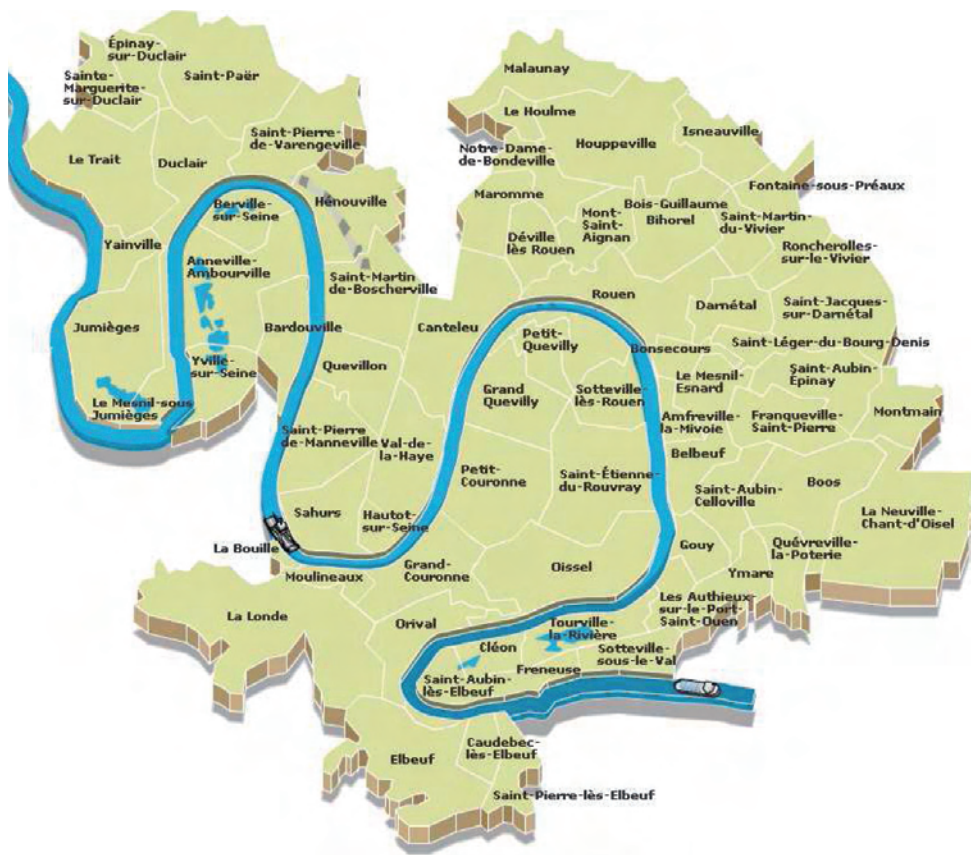 Épinay-
sur-Duclair
Sainte-
Marguerite-
sur-Duclair
Saint-Paër
Malaunay
Le Houlme
Isneauville
Saint-Pierre-
de-Varengeville
Notre-Dame-
de-Bondeville
Houppeville
Le Trait
Duclair
Fontaine-sous-Préaux
Berville-
sur-Seine
Hénouville
Maromme
Mont-
Saint-
Aignan
Bois-Guillaume
Bihorel
Saint-Martin-
du-Vivier
Yainville
Déville
lès Rouen
Roncherolles-
sur-le-Vivier
Anneville-
Ambourville
Saint-Martin
de-Boscherville
Rouen
Darnétal
Saint-Jacques-
sur-Darnétal
Jumièges
Bardouville
Canteleu
Petit-
Quevilly
Bonsecours
Saint-Léger-du-Bourg-Denis
Yville-
sur-Seine
Quevillon
Le Mesnil-
Esnard
Saint-Aubin-
Épinay
Le Mesnil-sous-
Jumièges
Grand
Quevilly
Sotteville-
lès-Rouen
Amfreville-
la-Mivoie
Franqueville-
Saint-Pierre
Montmain
Saint-Pierre
de-Manneville
Val-de-
la-Haye
Belbeuf
Petit-
Couronne
Saint-Étienne-
du-Rouvray
Saint-Aubin-
Celloville
Boos
Sahurs
Hautot-
sur-Seine
La Neuville-
Chant-d'Oisel
La Bouille
Moulineaux
Grand-
Couronne
Oissel
Gouy
Quévreville-
la-Poterie
Ymare
La Londe
Orival
Tourville-
la-Rivière
Les Authieux-
sur-le-Port-
Saint-Ouen
Cléon
Sotteville-
sous-le-Val
Freneuse
Saint-Aubin-
lès-Elbeuf
Elbeuf
Caudebec-
lès-Elbeuf
Saint-Pierre-lès-Elbeuf